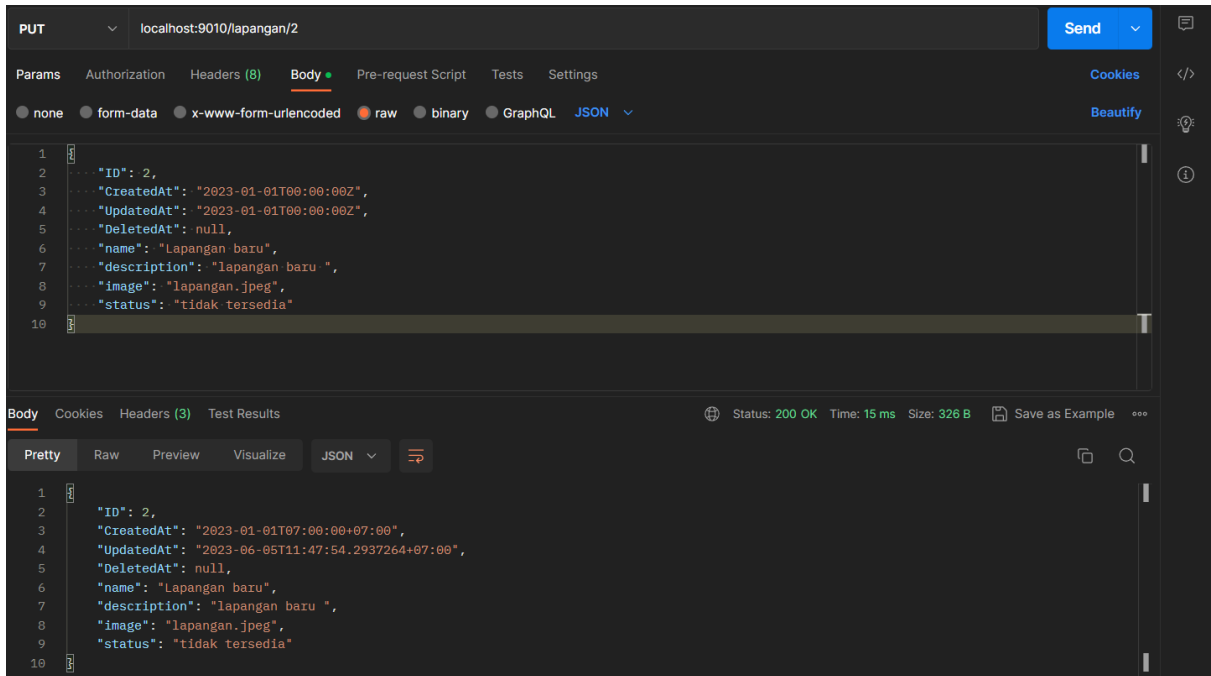 PUT localhost:9010/lapangan/2 Send
Params Authorization Headers (8) Body Pre-request Script Tests Settings Cookies
none form-data x-www-form-urlencoded raw binary GraphQL JSON Beautify
1 {
2 "ID": 2,
3 "CreatedAt": "2023-01-01T00:00:00Z",
4 "UpdatedAt": "2023-01-01T00:00:00Z",
5 "DeletedAt": null,
6 "name": "Lapangan baru",
7 "description": "lapangan baru ",
8 "image": "lapangan.jpeg",
9 "status": "tidak tersedia"
10 }
Body Cookies Headers (3) Test Results Status: 200 OK Time: 15 ms Size: 326 B Save as Example
Pretty Raw Preview Visualize JSON
1 {
2 "ID": 2,
3 "CreatedAt": "2023-01-01T07:00:00+07:00",
4 "UpdatedAt": "2023-06-05T11:47:54.2937264+07:00",
5 "DeletedAt": null,
6 "name": "Lapangan baru",
7 "description": "lapangan baru ",
8 "image": "lapangan.jpeg",
9 "status": "tidak tersedia"
10 }